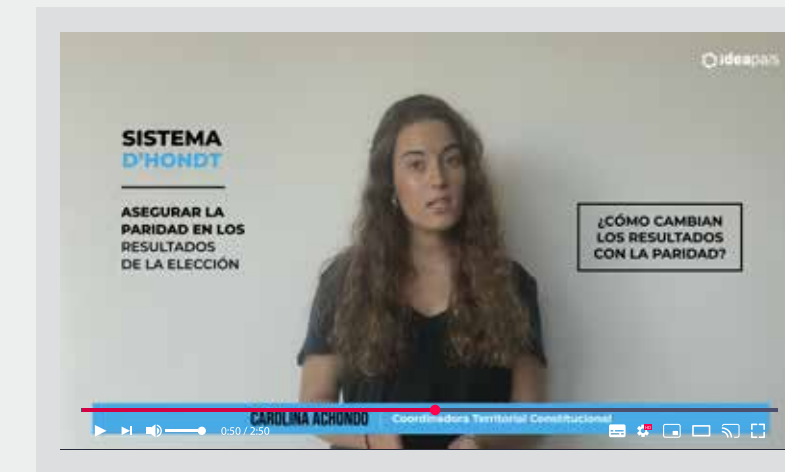 ideapaís
SISTEMA
D'HONDT
ASEGURAR LA
PARIDAD EN LOS
RESULTADOS
DE LA ELECCIÓN
¿CÓMO CAMBIAN
LOS RESULTADOS
CON LA PARIDAD?
CAROLINA ACHONDO
Coordinadora Territorial Constitucional
0:50 / 2:50